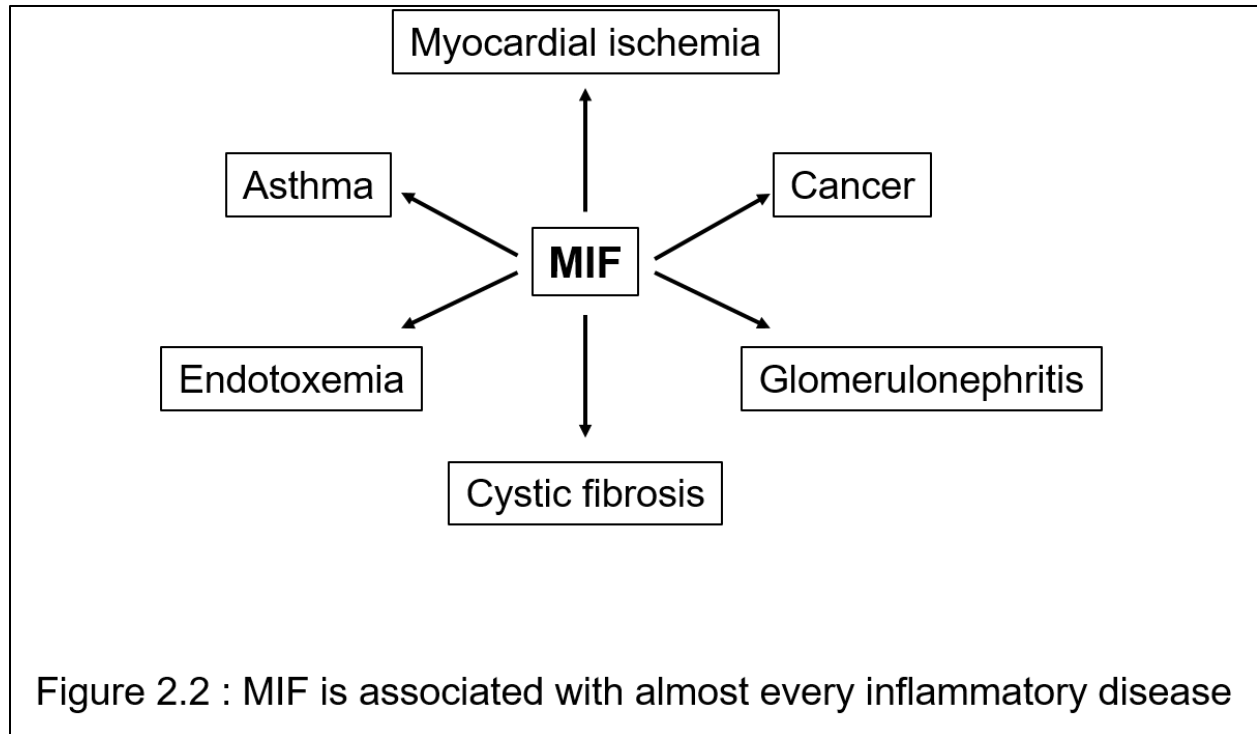 Myocardial ischemia
Asthma
Cancer
MIF
Endotoxemia
Glomerulonephritis
Cystic fibrosis
Figure 2.2 : MIF is associated with almost every inflammatory disease